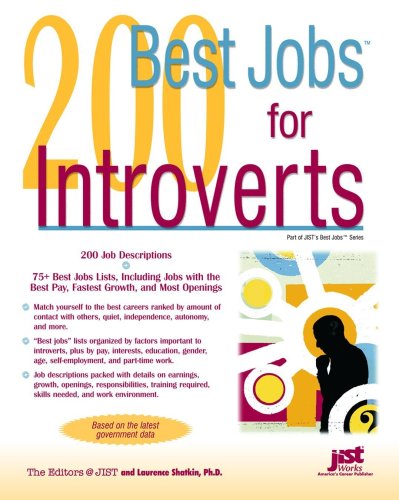 200 Best Jobs™
for
Introverts
Part of JIST's Best Jobs™ Series
200 Job Descriptions
75+ Best Jobs Lists, Including Jobs with the
Best Pay, Fastest Growth, and Most Openings
Match yourself to the best careers ranked by amount of
contact with others, quiet, independence, autonomy,
and more.
"Best jobs" lists organized by factors important to
introverts, plus by pay, interests, education, gender,
age, self-employment, and part-time work.
Job descriptions packed with details on earnings,
growth, openings, responsibilities, training required,
skills needed, and work environment.
Based on the latest
government data
?
The Editors @ JIST and Laurence Shatkin, Ph.D.
jist
Works
America's Career Publisher